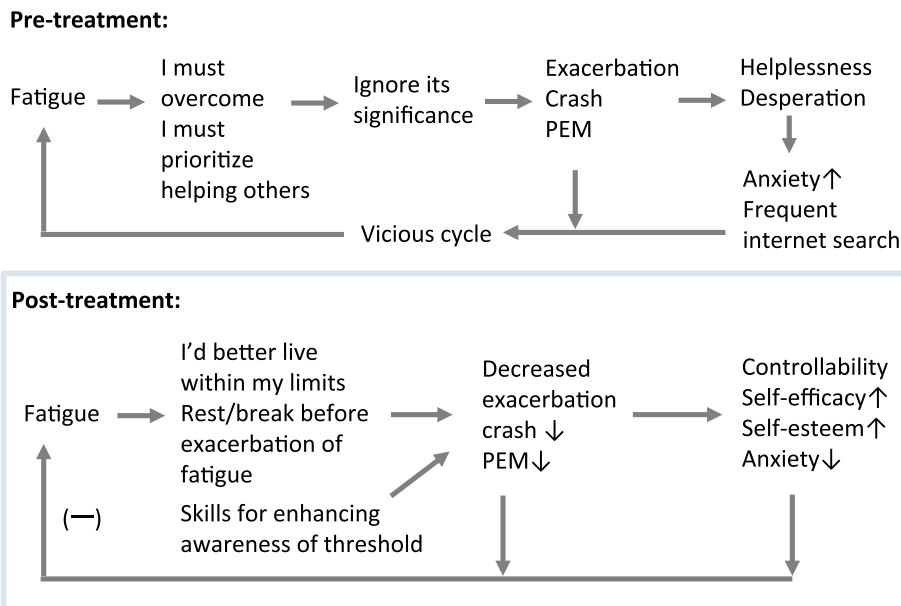 Pre-treatment:
Fatigue
I must
overcome
I must
prioritize
helping others
Ignore its
significance
Exacerbation
Crash
PEM
Helplessness
Desperation
Anxiety↑
Frequent
internet search
Vicious cycle
Post-treatment:
Fatigue
I’d better live
within my limits
Rest/break before
exacerbation of
fatigue
Skills for enhancing
awareness of threshold
Decreased
exacerbation
crash ↓
PEM↓
Controllability
Self-efficacy↑
Self-esteem↑
Anxiety↓
(—)